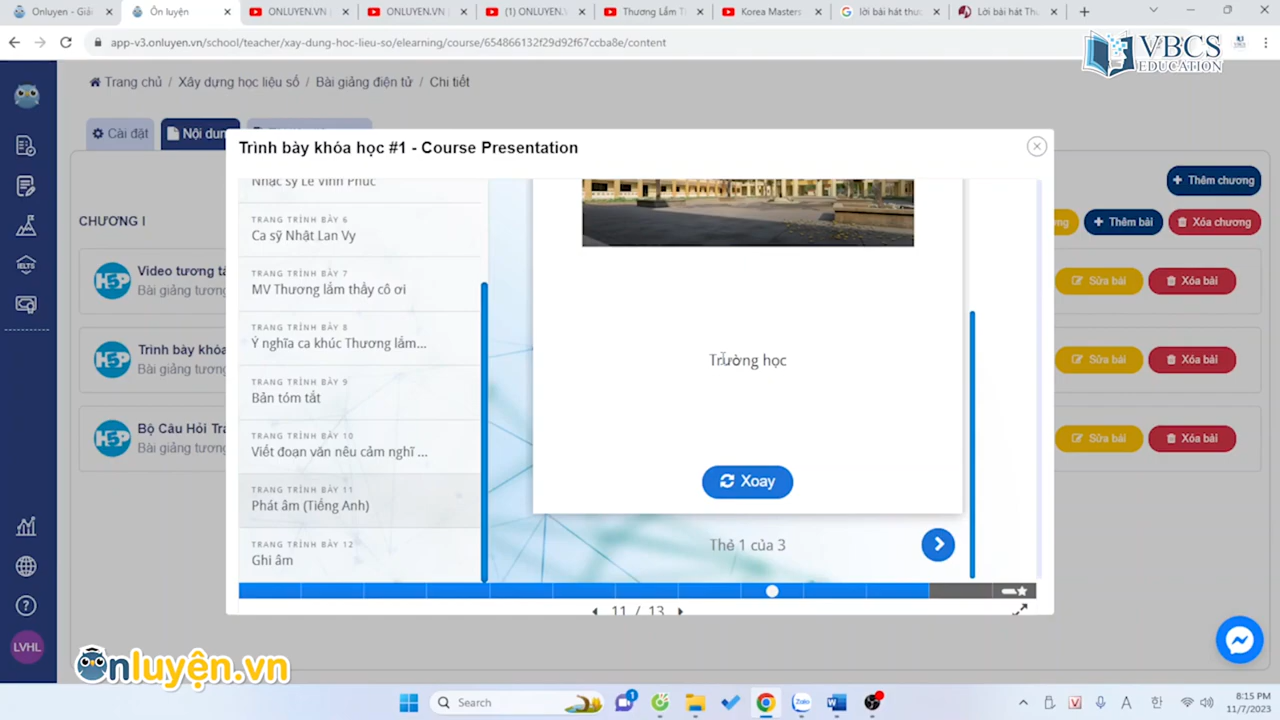 Onluyen - Giải
Ôn luyện
ONLUYEN.VN |
ONLUYEN.VN |
(1) ONLUYEN.V
Thương Lắm T
Korea Masters
lời bài hát thư
Lời bài hát Thu
app-v3.onluyen.vn/school/teacher/xay-dung-hoc-lieu-so/elearning/course/654866132f29d92f67ccba8e/content
VBCS
EDUCATION
Trang chủ / Xây dựng học liệu số / Bài giảng điện tử / Chi tiết
Cài đặt
Nội dun
Trình bày khóa học #1 - Course Presentation
Thêm chương
CHƯƠNG I
Thêm bài
Xóa chương
Nhạc sỹ Lê Vinh Phúc
TRANG TRÌNH BÀY 6
Ca sỹ Nhật Lan Vy
Video tương tá
Bài giảng tương
TRANG TRÌNH BÀY 7
MV Thương lắm thầy cô ơi
Sửa bài
Xóa bài
TRANG TRÌNH BÀY 8
Ý nghĩa ca khúc Thương lắm...
Trình bày khóa
Bài giảng tương
Trường học
Sửa bài
Xóa bài
TRANG TRÌNH BÀY 9
Bản tóm tắt
Bộ Câu Hỏi Trắ
Bài giảng tương
TRANG TRÌNH BÀY 10
Viết đoạn văn nêu cảm nghĩ ...
Sửa bài
Xóa bài
TRANG TRÌNH BÀY 11
Phát âm (Tiếng Anh)
Xoay
TRANG TRÌNH BÀY 12
Ghi âm
Thẻ 1 của 3
11 / 13
IELTS
LVHL
Onluyện.vn
Search
8:15 PM
11/7/2023